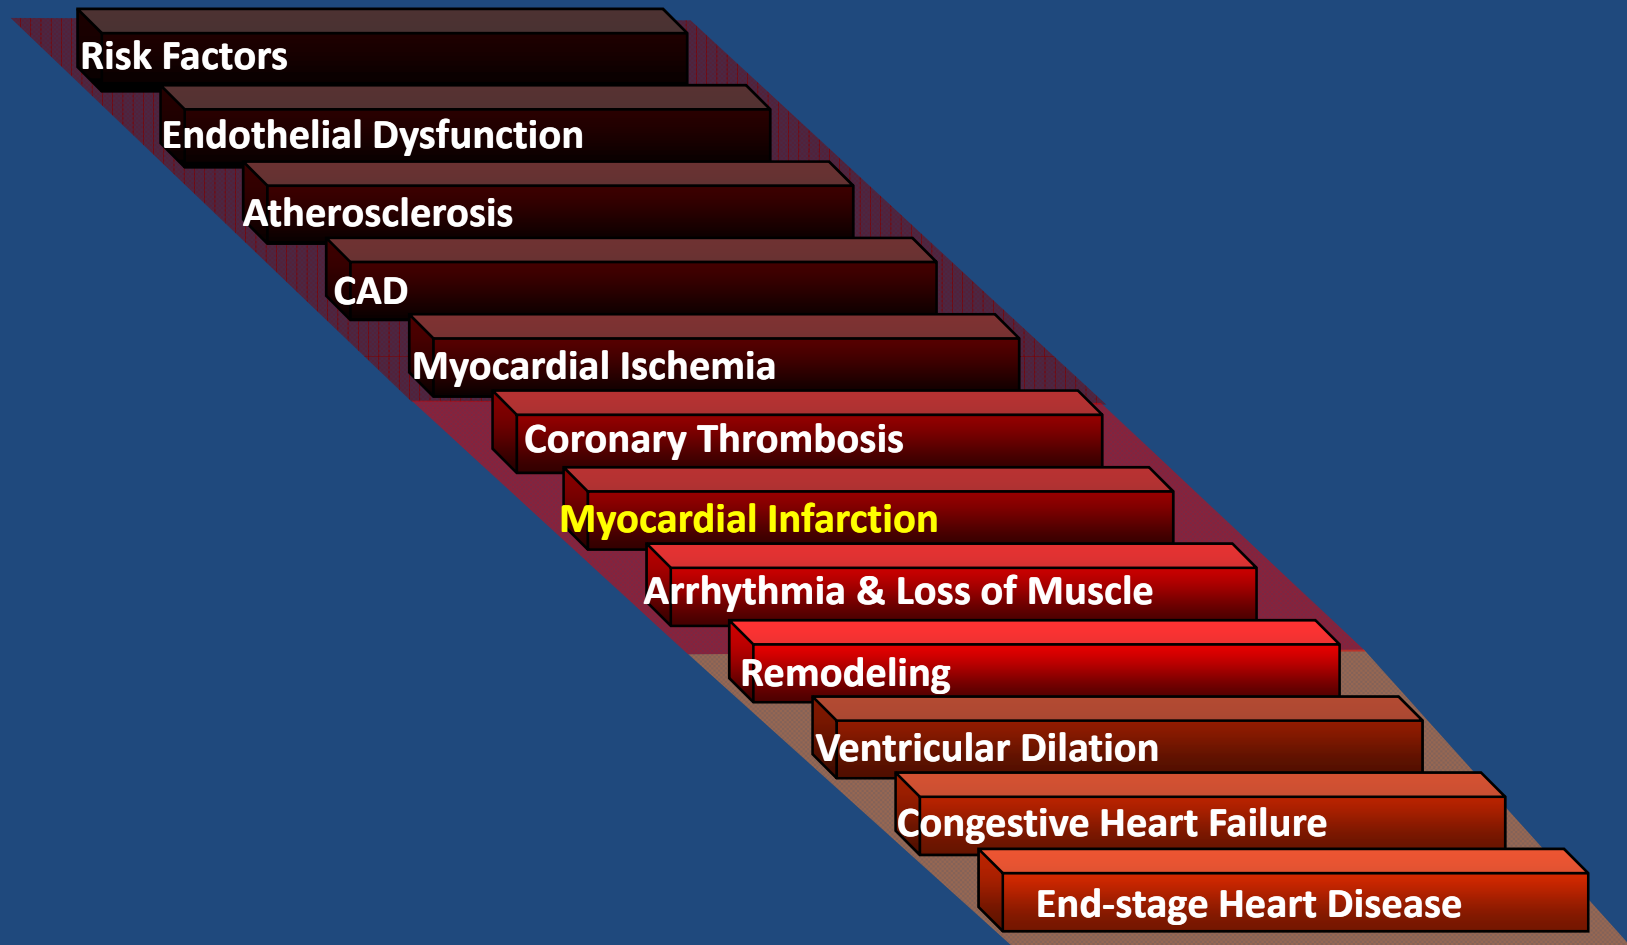 Risk Factors
Endothelial Dysfunction
Atherosclerosis
CAD
Myocardial Ischemia
Coronary Thrombosis
Myocardial Infarction
Arrhythmia & Loss of Muscle
Remodeling
Ventricular Dilation
Congestive Heart Failure
End-stage Heart Disease